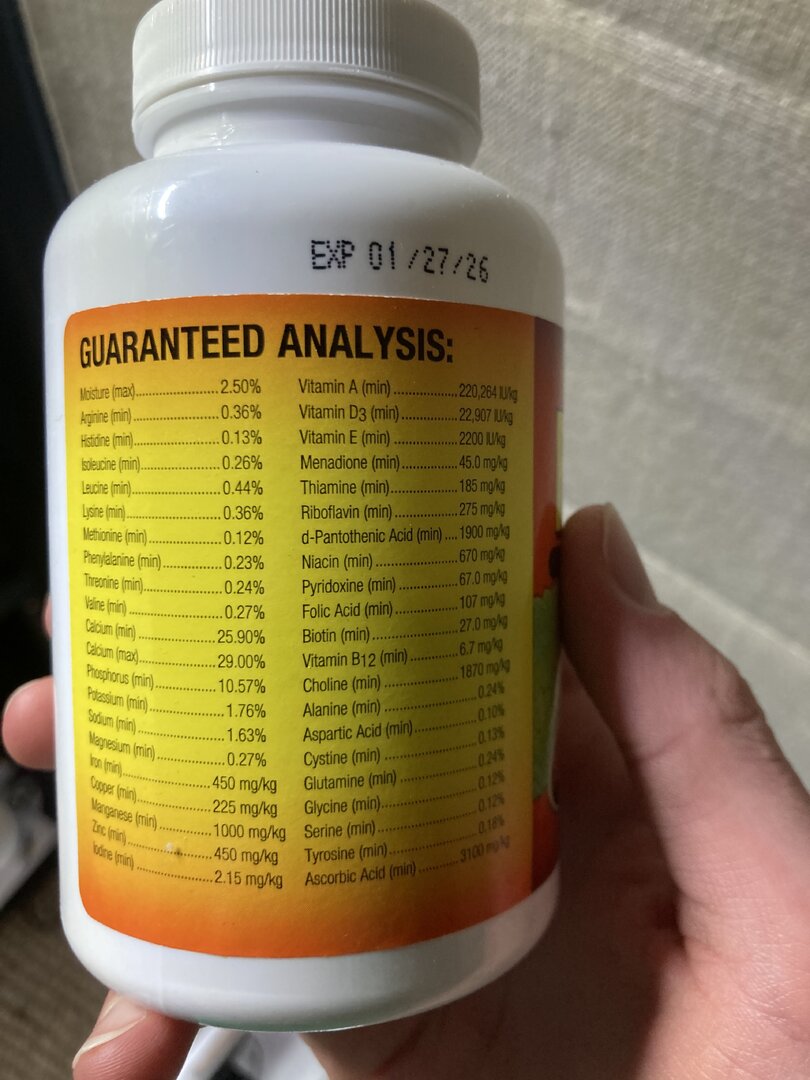 EXP 01/27/26
GUARANTEED ANALYSIS:
Moisture (max)..................2.50%
Arginine (min)..................0.36%
Histidine (min)..................0.13%
Isoleucine (min)..................0.26%
Leucine (min)..................0.44%
Lysine (min)..................0.36%
Methionine (min)..................0.12%
Phenylalanine (min)..................0.23%
Threonine (min)..................0.24%
Valine (min)..................0.27%
Calcium (min)..................25.90%
Calcium (max)..................29.00%
Phosphorus (min)..................10.57%
Potassium (min)..................1.76%
Sodium (min)..................1.63%
Magnesium (min)..................0.27%
Iron (min)..................450 mg/kg
Copper (min)..................225 mg/kg
Manganese (min)..................1000 mg/kg
Zinc (min)..................450 mg/kg
Iodine (min)..................2.15 mg/kg
Vitamin A (min)..................220,264 IU/kg
Vitamin D3 (min)..................22,907 IU/kg
Vitamin E (min)..................2200 IU/kg
Menadione (min)..................45.0 mg/kg
Thiamine (min)..................185 mg/kg
Riboflavin (min)..................275 mg/kg
d-Pantothenic Acid (min)....1900 mg/kg
Niacin (min)..................670 mg/kg
Pyridoxine (min)..................67.0 mg/kg
Folic Acid (min)..................107 mg/kg
Biotin (min)..................27.0 mg/kg
Vitamin B12 (min)..................6.7 mg/kg
Choline (min)..................1870 mg/kg
Alanine (min)..................0.24%
Aspartic Acid (min)..................0.10%
Cystine (min)..................0.13%
Glutamine (min)..................0.24%
Glycine (min)..................0.12%
Serine (min)..................0.12%
Tyrosine (min)..................0.18%
Ascorbic Acid (min)..................3100 mg/kg